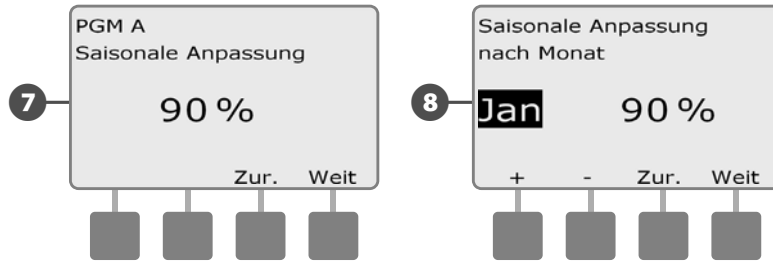 PGM A
Saisonale Anpassung
7
90 %
Zur. Weit
Saisonale Anpassung
nach Monat
8
Jan 90 %
+ - Zur. Weit